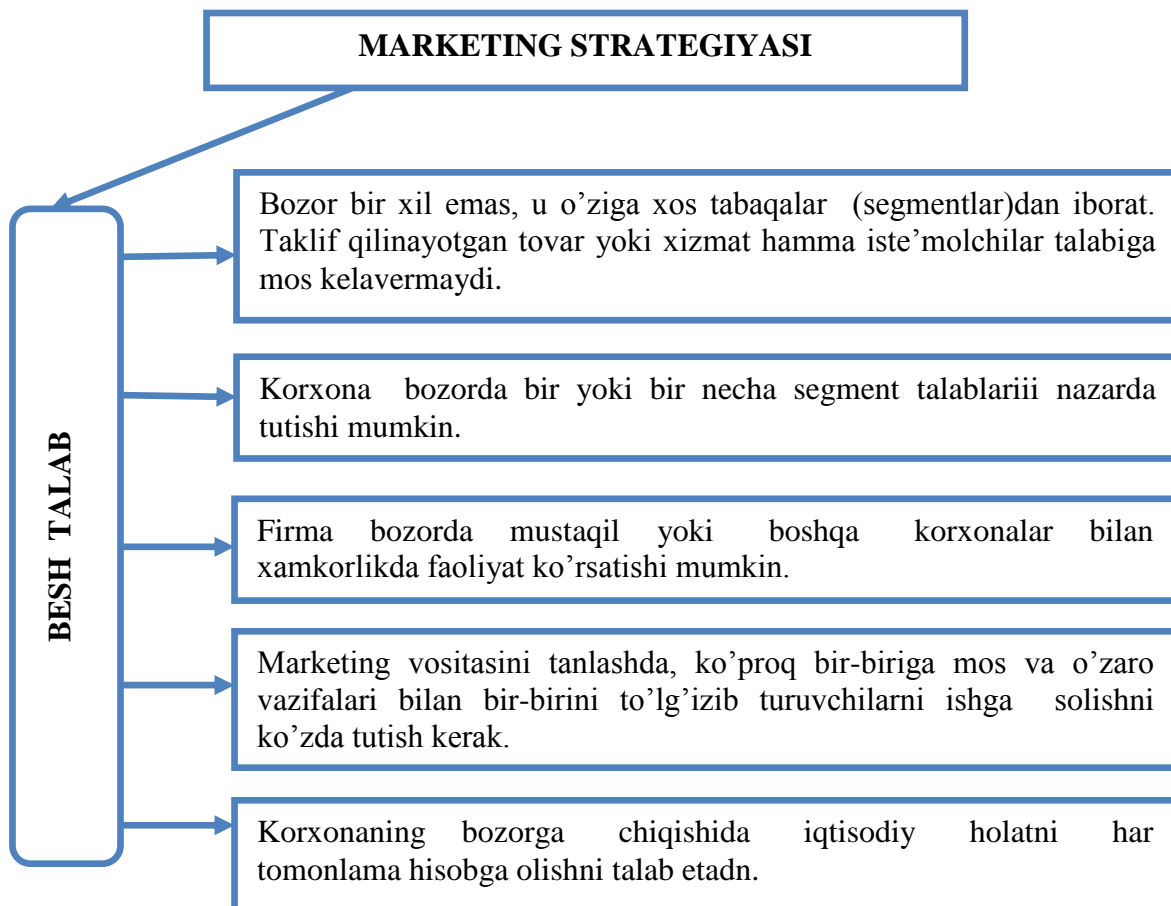 MARKETING STRATEGIYASI
Bozor bir xil emas, u o’ziga xos tabaqalar (segmentlar)dan iborat.
Taklif qilinayotgan tovar yoki xizmat hamma iste’molchilar talabiga
mos kelavermaydi.
Korxona bozorda bir yoki bir necha segment talablariii nazarda
tutishi mumkin.
BESH TALAB
Firma bozorda mustaqil yoki boshqa korxonalar bilan
xamkorlikda faoliyat ko’rsatishi mumkin.
Marketing vositasini tanlashda, ko’proq bir-biriga mos va o’zaro
vazifalari bilan bir-birini to’lg’izib turuvchilarni ishga solishni
ko’zda tutish kerak.
Korxonaning bozorga chiqishida iqtisodiy holatni har
tomonlama hisobga olishni talab etadn.